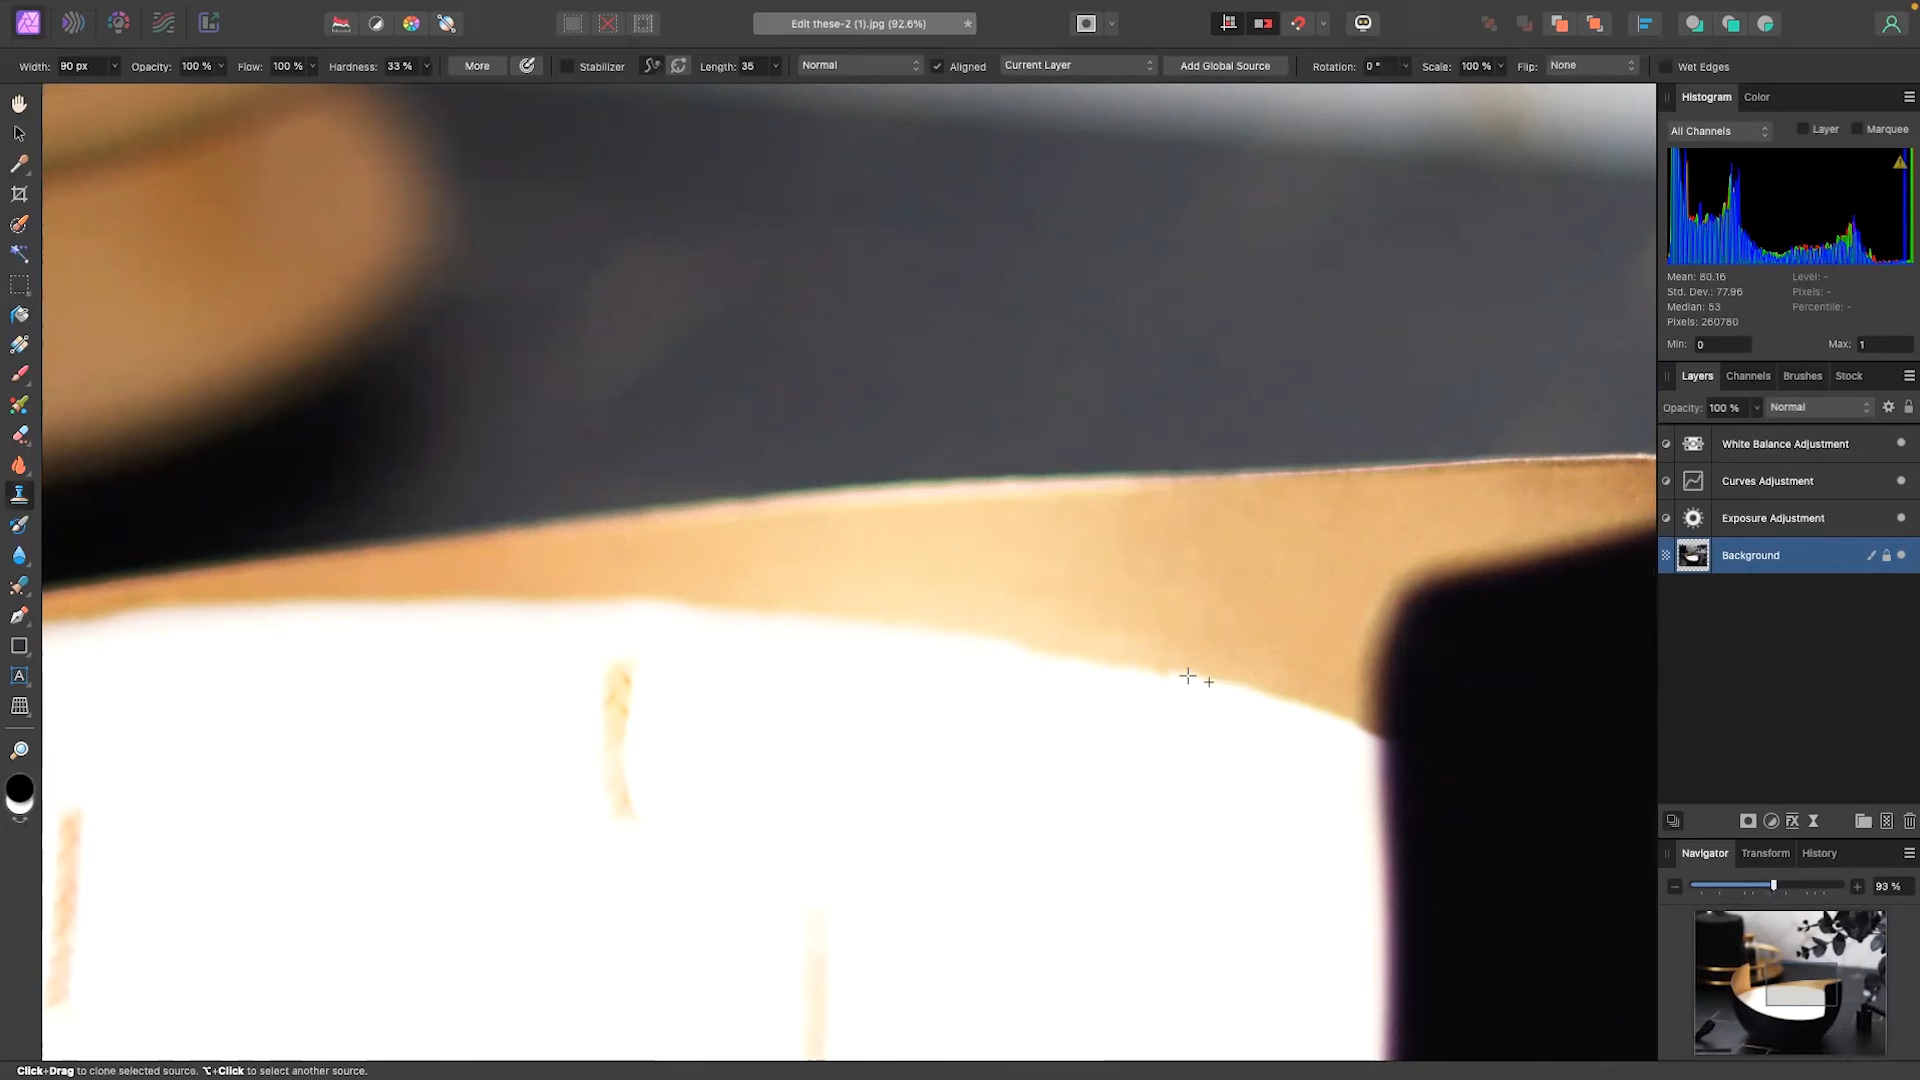 Edit these-2 (1).jpg (92.6%)
*
Width: 90 px
Opacity: 100 %
Flow: 100 %
Hardness: 33 %
More
Stabilizer
Length: 35
Normal
Aligned
Current Layer
Add Global Source
Rotation: 0 °
Scale: 100 %
Flip: None
Wet Edges
Histogram
Color
All Channels
Layer
Marquee
Mean: 80.16
Std. Dev.: 77.96
Median: 53
Pixels: 260780
Level: -
Pixels: -
Percentile: -
Min: 0
Max: 1
Layers
Channels
Brushes
Stock
Opacity: 100 %
Normal
White Balance Adjustment
Curves Adjustment
Exposure Adjustment
Background
Navigator
Transform
History
93 %
Click+Drag to clone selected source. ⌥+Click to select another source.